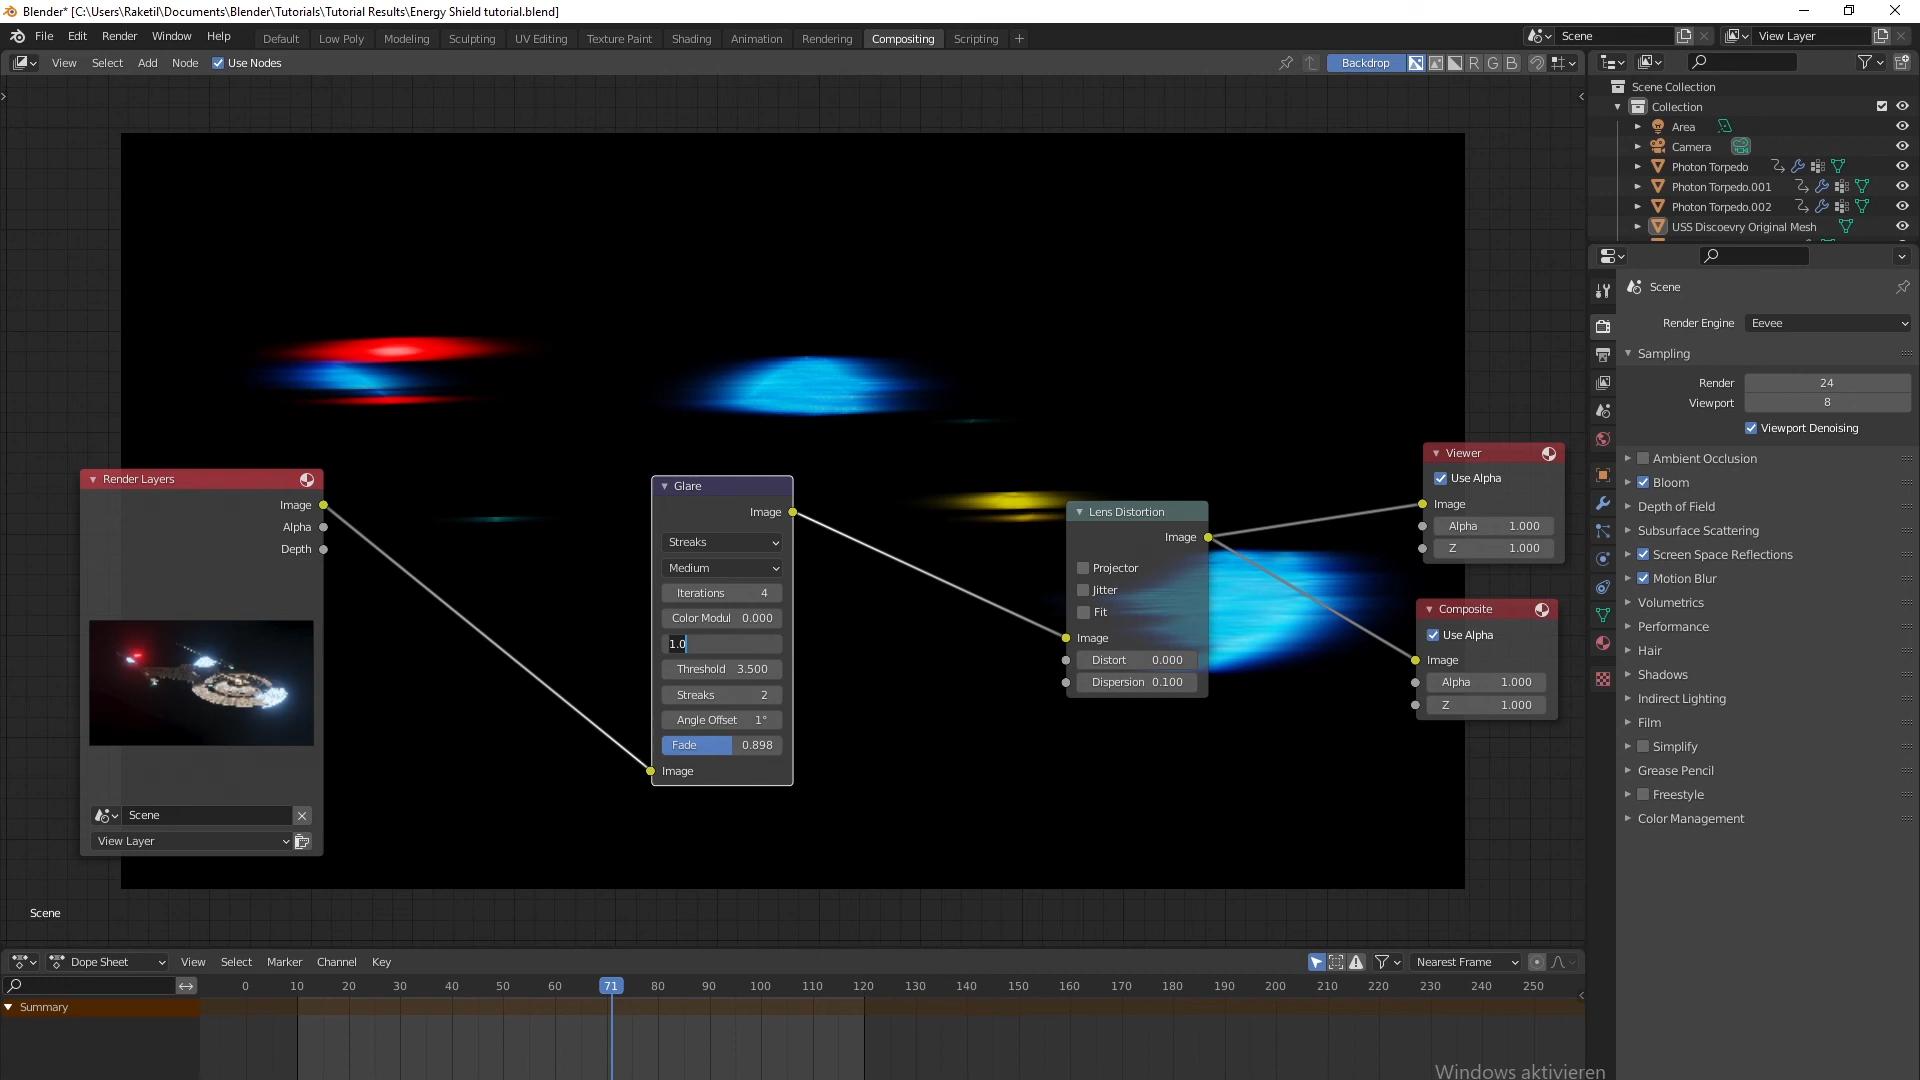 Blender* [C:\Users\Raketil\Documents\Blender\Tutorials\Tutorial Results\Energy Shield tutorial.blend]
File Edit Render Window Help Default Low Poly Modeling Sculpting UV Editing Texture Paint Shading Animation Rendering Compositing Scripting + Scene View Layer
View Select Add Node Use Nodes Backdrop R G B
Scene Collection
Collection
Area
Camera
Photon Torpedo
Photon Torpedo.001
Photon Torpedo.002
USS Discoevry Original Mesh
Scene
Render Engine Eevee
Sampling
Render 24
Viewport 8
Viewport Denoising
Ambient Occlusion
Bloom
Depth of Field
Subsurface Scattering
Screen Space Reflections
Motion Blur
Volumetrics
Performance
Hair
Shadows
Indirect Lighting
Film
Simplify
Grease Pencil
Freestyle
Color Management
Render Layers
Image
Alpha
Depth
Scene
View Layer
Glare
Image
Streaks
Medium
Iterations 4
Color Modul 0.000
1.0
Threshold 3.500
Streaks 2
Angle Offset 1°
Fade 0.898
Image
Lens Distortion
Image
Projector
Jitter
Fit
Image
Distort 0.000
Dispersion 0.100
Viewer
Use Alpha
Image
Alpha 1.000
Z 1.000
Composite
Use Alpha
Image
Alpha 1.000
Z 1.000
Scene
Dope Sheet View Select Marker Channel Key Nearest Frame
0 10 20 30 40 50 60 71 80 90 100 110 120 130 140 150 160 170 180 190 200 210 220 230 240 250
Summary
Windows aktivieren